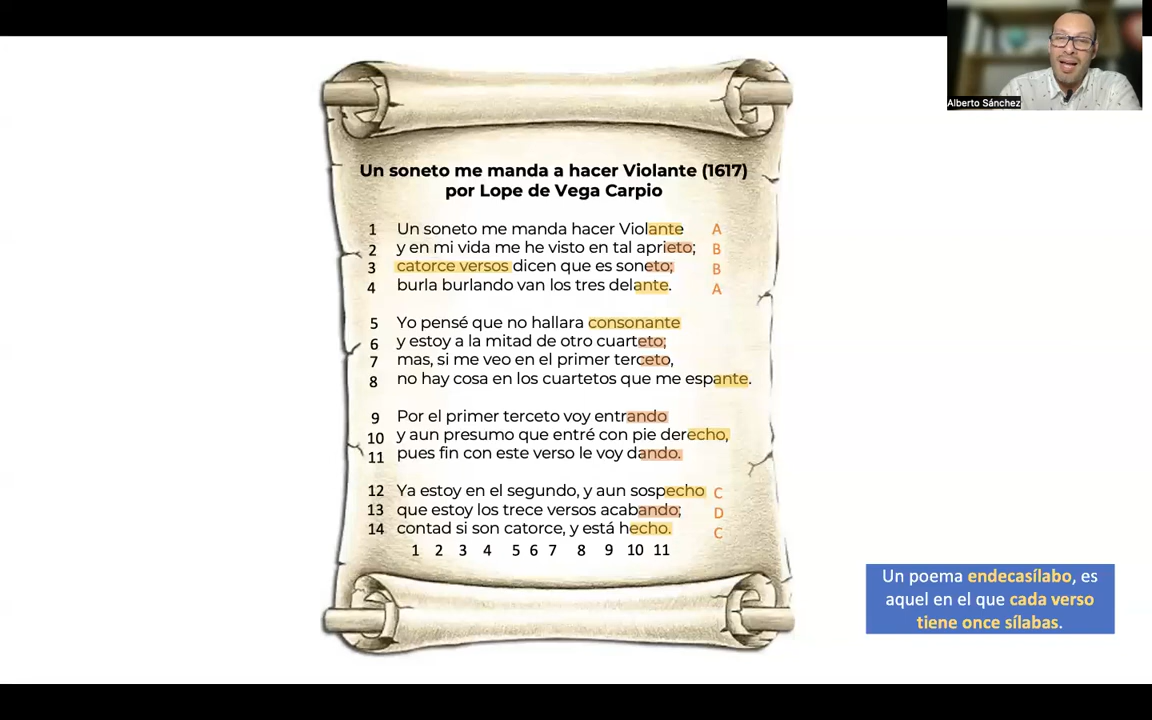 Alberto Sánchez
Un soneto me manda a hacer Violante (1617)
por Lope de Vega Carpio
1 Un soneto me manda hacer Violante A
2 y en mi vida me he visto en tal aprieto; B
3 catorce versos dicen que es soneto; B
4 burla burlando van los tres delante. A
5 Yo pensé que no hallara consonante
6 y estoy a la mitad de otro cuarteto;
7 mas, si me veo en el primer terceto,
8 no hay cosa en los cuartetos que me espante.
9 Por el primer terceto voy entrando
10 y aun presumo que entré con pie derecho,
11 pues fin con este verso le voy dando.
12 Ya estoy en el segundo, y aun sospecho C
13 que estoy los trece versos acabando; D
14 contad si son catorce, y está hecho. C
1 2 3 4 5 6 7 8 9 10 11
Un poema endecasílabo, es
aquel en el que cada verso
tiene once sílabas.